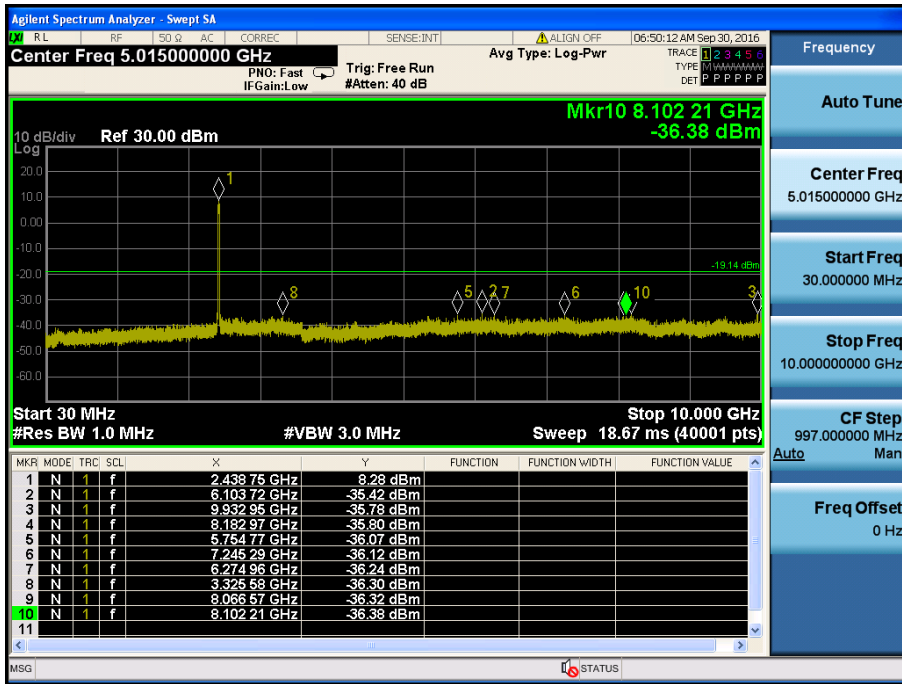 Agilent Spectrum Analyzer - Swept SA
LXI RL RF 50 Ω AC CORREC SENSE:INT ALIGN OFF 06:50:12 AM Sep 30, 2016
Center Freq 5.015000000 GHz
PNO: Fast
IFGain:Low
Trig: Free Run
#Atten: 40 dB
Avg Type: Log-Pwr
TRACE 1 2 3 4 5 6
TYPE M WWWWW
DET P P P P P P
Mkr10 8.102 21 GHz
-36.38 dBm
10 dB/div Ref 30.00 dBm
Log
20.0
10.0
0.00
-10.0
-20.0
-30.0
-40.0
-50.0
-60.0
-19.14 dBm
1
8
5
2
7
6
10
3
Start 30 MHz Stop 10.000 GHz
#Res BW 1.0 MHz #VBW 3.0 MHz Sweep 18.67 ms (40001 pts)
MKR MODE TRC SCL X Y FUNCTION FUNCTION WIDTH FUNCTION VALUE
1 N 1 f 2.438 75 GHz 8.28 dBm
2 N 1 f 6.103 72 GHz -35.42 dBm
3 N 1 f 9.932 95 GHz -35.78 dBm
4 N 1 f 8.182 97 GHz -35.80 dBm
5 N 1 f 5.754 77 GHz -36.07 dBm
6 N 1 f 7.245 29 GHz -36.12 dBm
7 N 1 f 6.274 96 GHz -36.24 dBm
8 N 1 f 3.325 58 GHz -36.30 dBm
9 N 1 f 8.066 57 GHz -36.32 dBm
10 N 1 f 8.102 21 GHz -36.38 dBm
11
MSG STATUS
Frequency
Auto Tune
Center Freq
5.015000000 GHz
Start Freq
30.000000 MHz
Stop Freq
10.000000000 GHz
CF Step
997.000000 MHz
Auto Man
Freq Offset
0 Hz